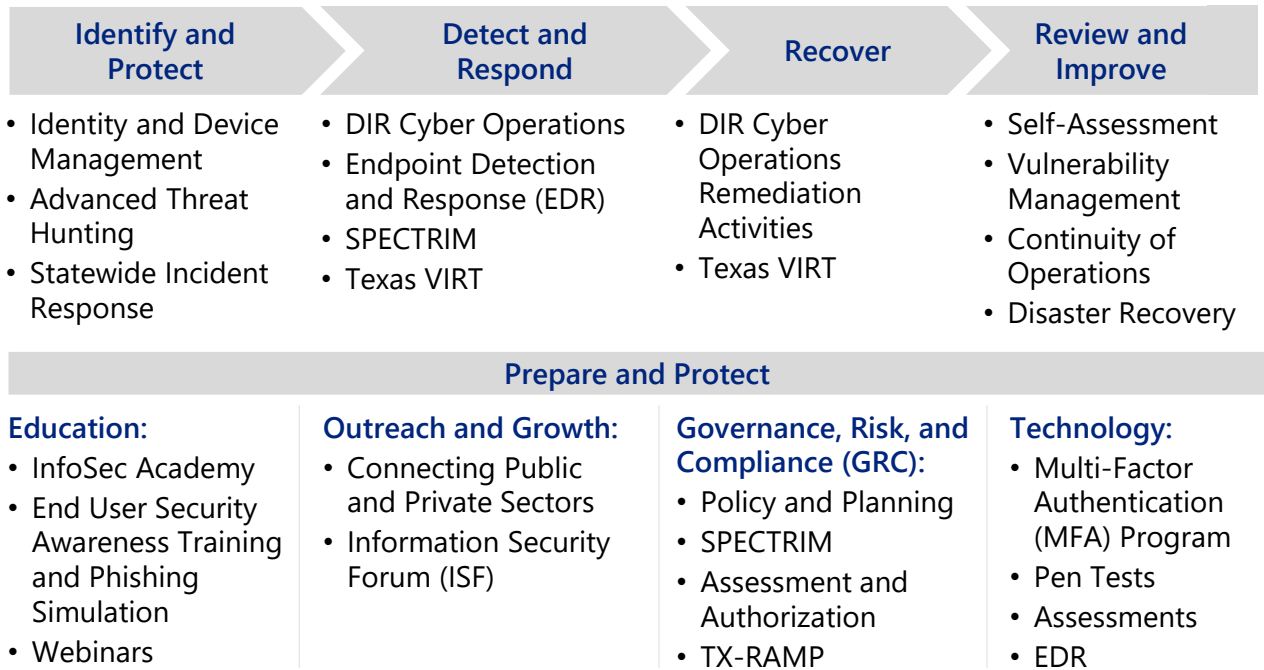 Identify and
Protect
Detect and
Respond
Recover
Review and
Improve
• Identity and Device
Management
• Advanced Threat
Hunting
• Statewide Incident
Response
• DIR Cyber Operations
• Endpoint Detection
and Response (EDR)
• SPECTRIM
• Texas VIRT
• DIR Cyber
Operations
Remediation
Activities
• Texas VIRT
• Self-Assessment
• Vulnerability
Management
• Continuity of
Operations
• Disaster Recovery
Prepare and Protect
Education:
• InfoSec Academy
• End User Security
Awareness Training
and Phishing
Simulation
• Webinars
Outreach and Growth:
• Connecting Public
and Private Sectors
• Information Security
Forum (ISF)
Governance, Risk, and
Compliance (GRC):
• Policy and Planning
• SPECTRIM
• Assessment and
Authorization
• TX-RAMP
Technology:
• Multi-Factor
Authentication
(MFA) Program
• Pen Tests
• Assessments
• EDR